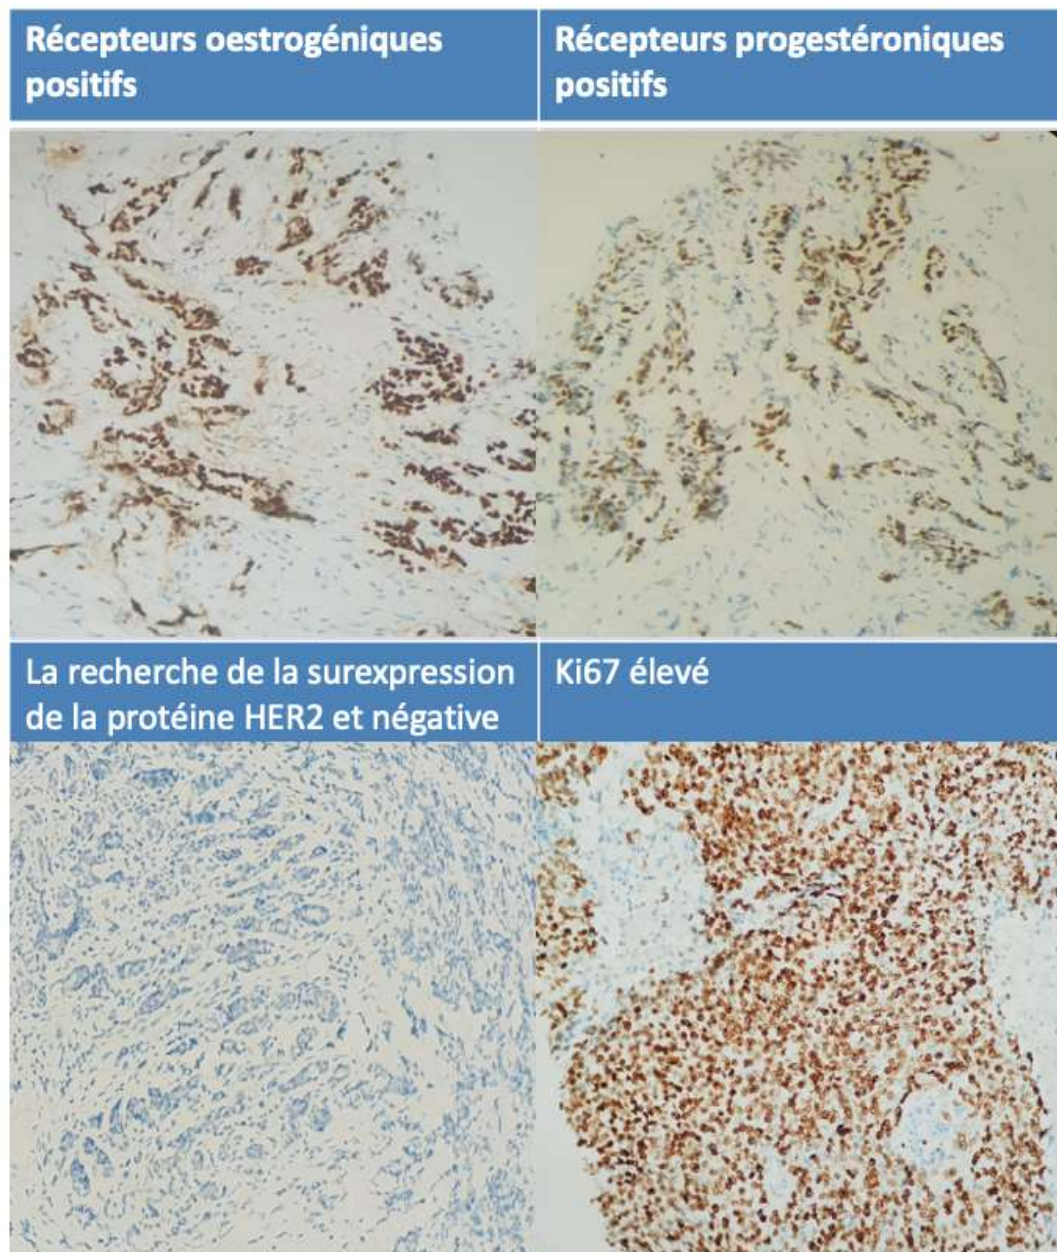 Récepteurs oestrogéniques
positifs
Récepteurs progestéroniques
positifs
La recherche de la surexpression
de la protéine HER2 et négative
Ki67 élevé